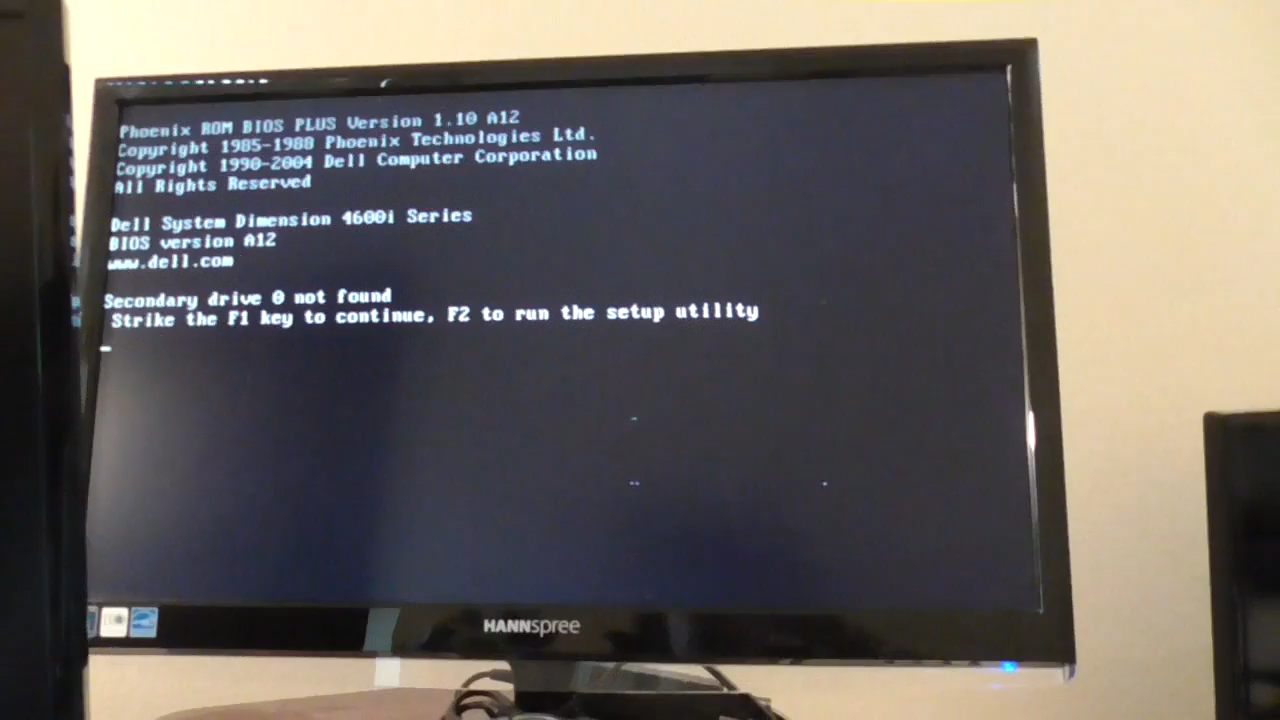 Phoenix ROM BIOS PLUS Version 1.10 A12
Copyright 1985-1988 Phoenix Technologies Ltd.
Copyright 1990-2004 Dell Computer Corporation
All Rights Reserved
Dell System Dimension 4600i Series
BIOS version A12
www.dell.com
Secondary drive 0 not found
Strike the F1 key to continue, F2 to run the setup utility
HANNspree